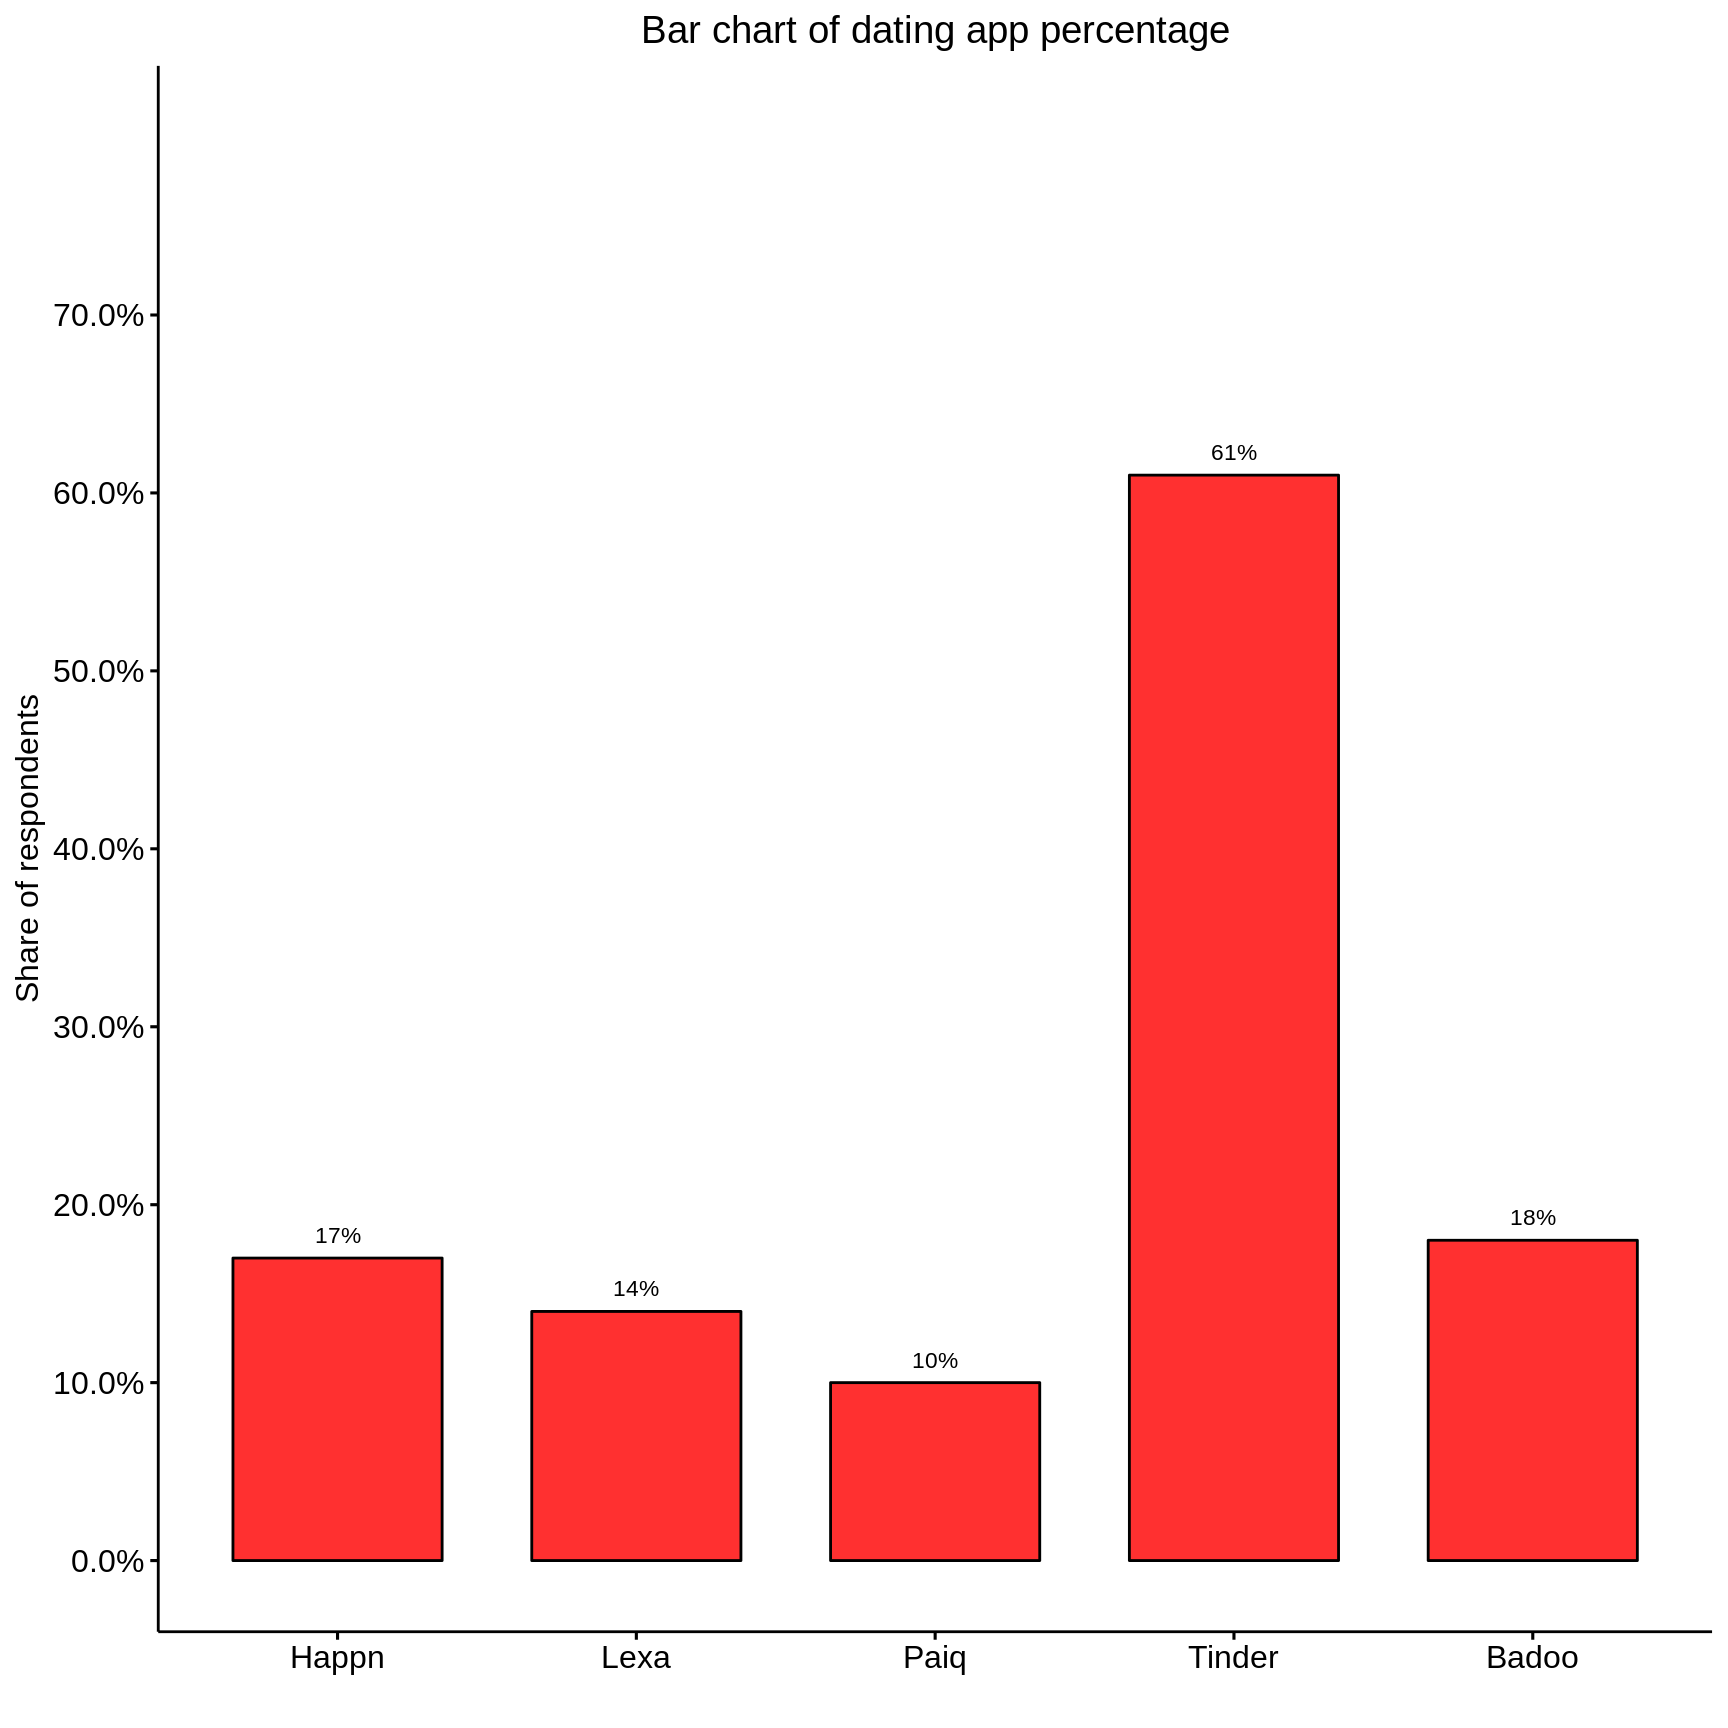 Bar chart of dating app percentage
Share of respondents
70.0%
60.0%
50.0%
40.0%
30.0%
20.0%
10.0%
0.0%
17%
14%
10%
61%
18%
Happn
Lexa
Paiq
Tinder
Badoo